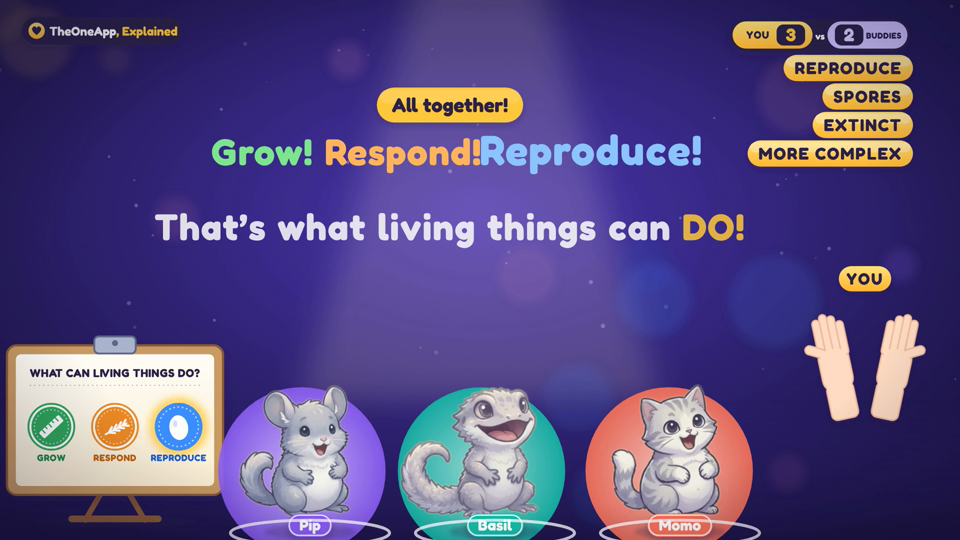 TheOneApp, Explained
YOU 3 vs 2 BUDDIES
REPRODUCE
SPORES
EXTINCT
MORE COMPLEX
All together!
Grow! Respond! Reproduce!
That's what living things can DO!
YOU
WHAT CAN LIVING THINGS DO?
GROW RESPOND REPRODUCE
Pip Basil Momo